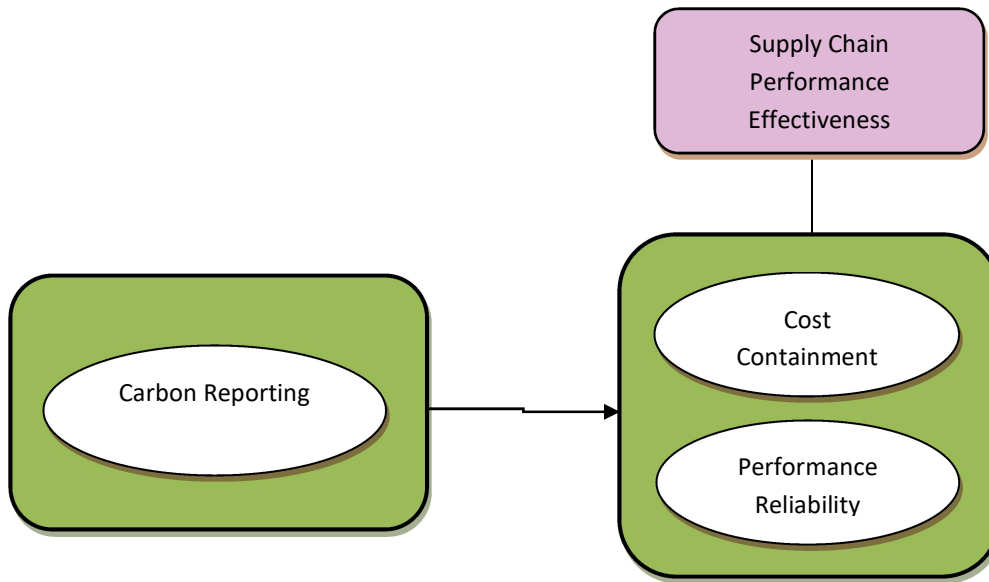 Supply Chain
Performance
Effectiveness
Cost
Containment
Carbon Reporting
Performance
Reliability